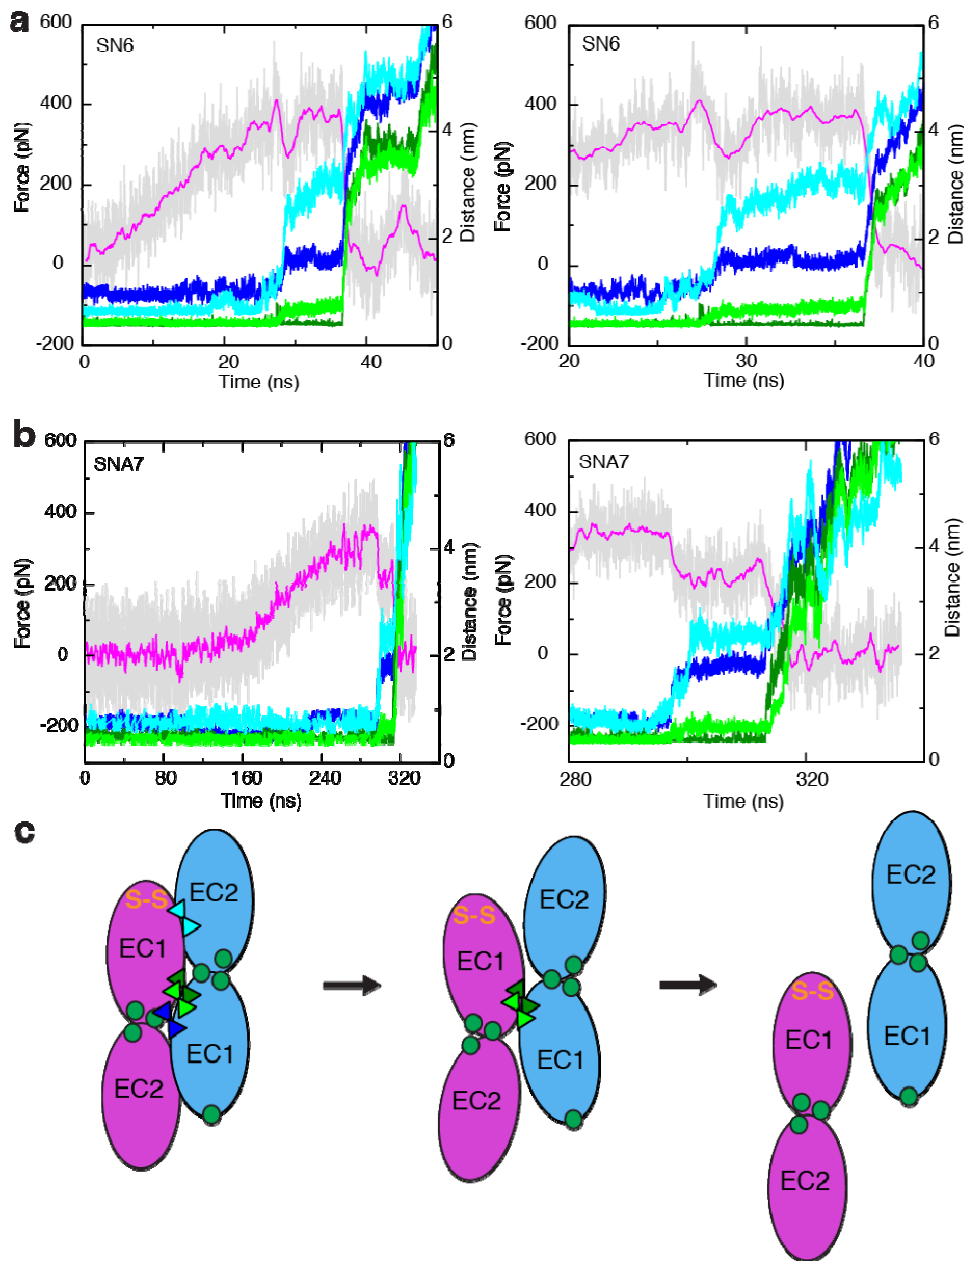 a
SN6
600
400
200
0
-200
Force (pN)
6
4
2
0
Distance (nm)
0 20 40
Time (ns)
SN6
600
400
200
0
-200
Force (pN)
6
4
2
0
Distance (nm)
20 30 40
Time (ns)
b
SNA7
600
400
200
0
-200
Force (pN)
6
4
2
0
Distance (nm)
0 80 160 240 320
Time (ns)
SNA7
600
400
200
0
-200
Force (pN)
6
4
2
0
Distance (nm)
280 320
Time (ns)
c
S-S
EC1
EC2
EC2
EC1
S-S
EC1
EC2
EC2
EC1
S-S
EC1
EC2
EC2
EC1